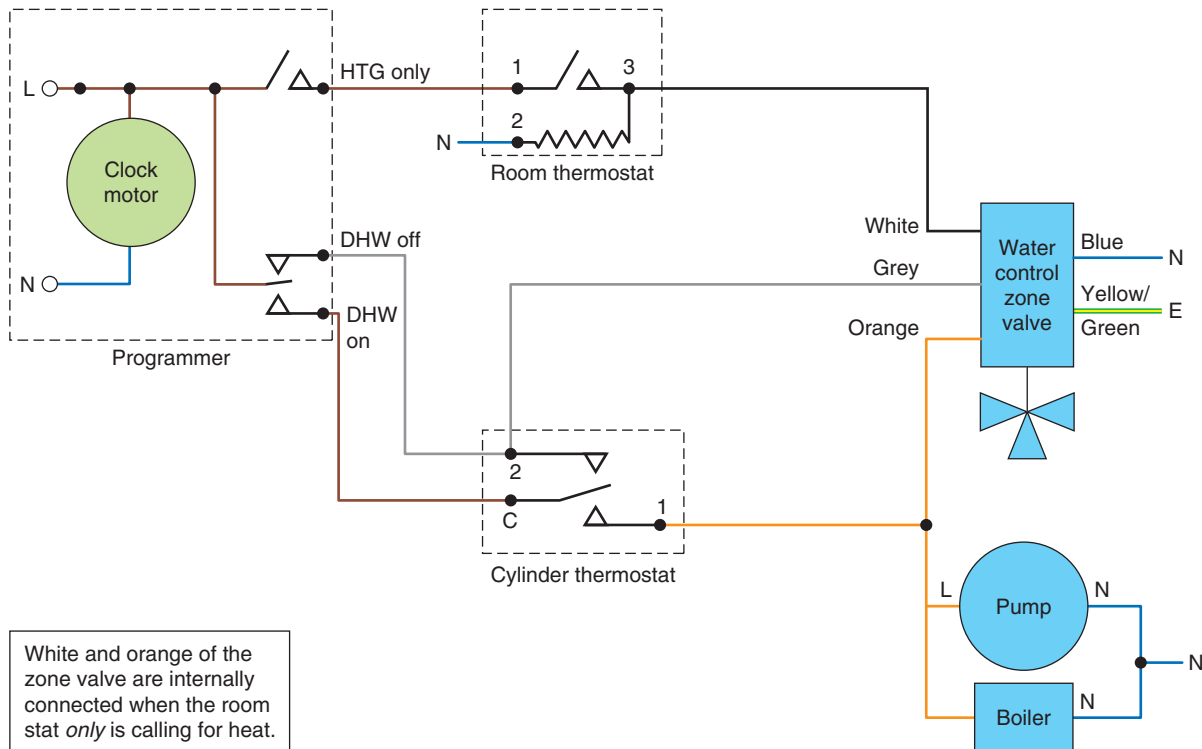 HTG only
1
3
L
2
N
Clock
motor
Room thermostat
DHW off
White
Water
control
zone
valve
Blue
N
Grey
N
DHW
on
Yellow/
Green
E
Orange
Programmer
2
C
1
Cylinder thermostat
L
Pump
N
N
Boiler
N
White and orange of the
zone valve are internally
connected when the room
stat only is calling for heat.